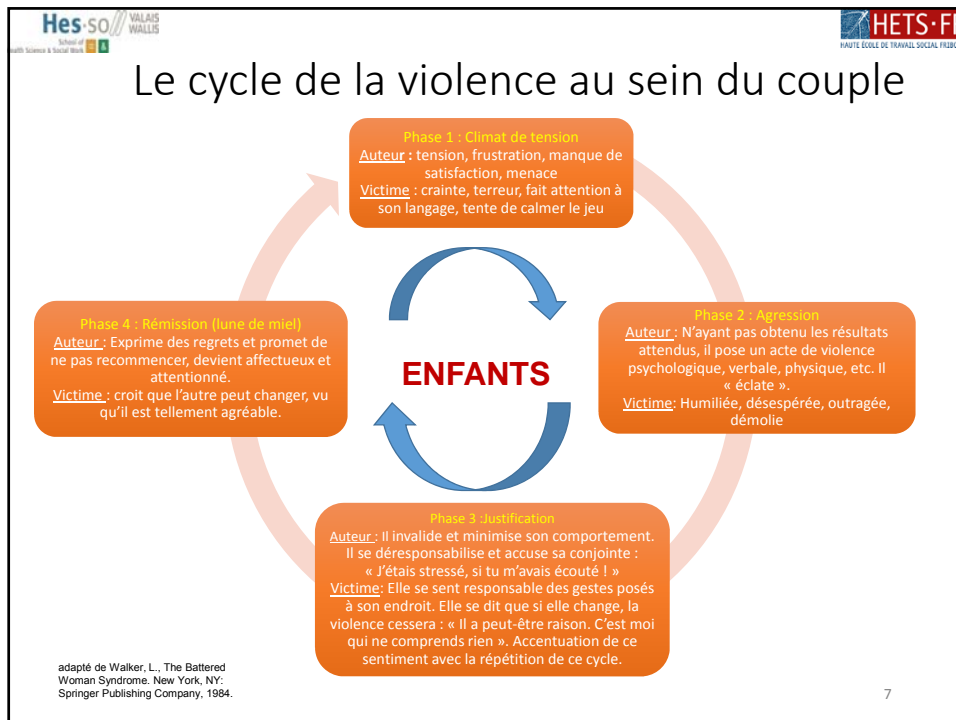 Hes·so// VALAIS
WALLIS
School of
ealth Science & Social Work
HETS·FR
HAUTE ÉCOLE DE TRAVAIL SOCIAL FRIBO
Le cycle de la violence au sein du couple
Phase 1 : Climat de tension
Auteur : tension, frustration, manque de
satisfaction, menace
Victime : crainte, terreur, fait attention à
son langage, tente de calmer le jeu
Phase 2 : Agression
Auteur : N’ayant pas obtenu les résultats
attendus, il pose un acte de violence
psychologique, verbale, physique, etc. Il
« éclate ».
Victime: Humiliée, désespérée, outragée,
démolie
Phase 3 :Justification
Auteur : Il invalide et minimise son comportement.
Il se déresponsabilise et accuse sa conjointe :
« J’étais stressé, si tu m’avais écouté ! »
Victime: Elle se sent responsable des gestes posés
à son endroit. Elle se dit que si elle change, la
violence cessera : « Il a peut-être raison. C’est moi
qui ne comprends rien ». Accentuation de ce
sentiment avec la répétition de ce cycle.
Phase 4 : Rémission (lune de miel)
Auteur : Exprime des regrets et promet de
ne pas recommencer, devient affectueux et
attentionné.
Victime : croit que l’autre peut changer, vu
qu’il est tellement agréable.
ENFANTS
adapté de Walker, L., The Battered
Woman Syndrome. New York, NY:
Springer Publishing Company, 1984.
7